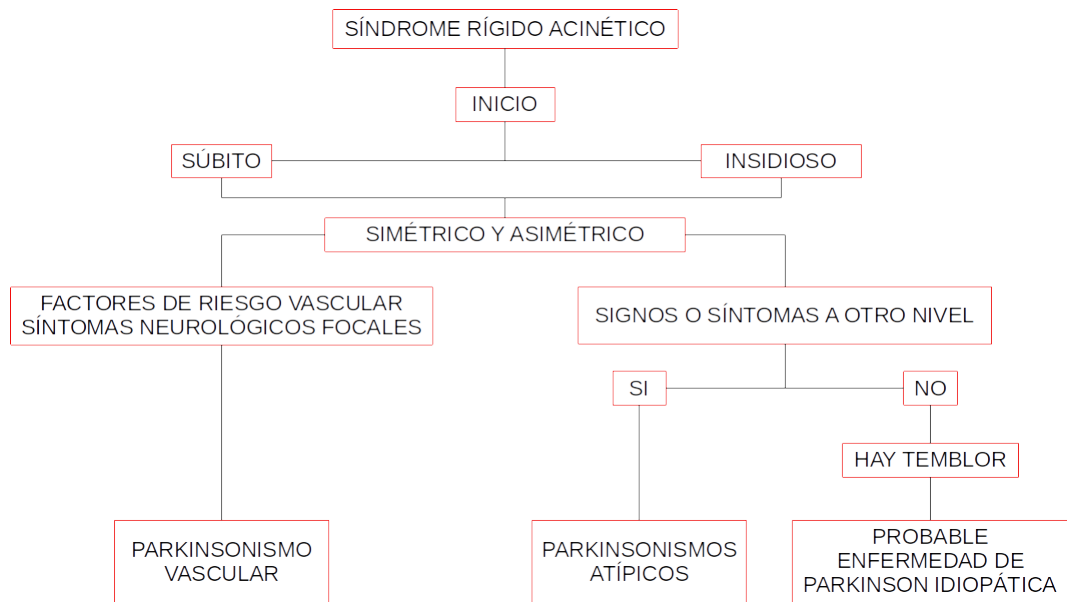 SÍNDROME RÍGIDO ACINÉTICO
INICIO
SÚBITO
INSIDIOSO
SIMÉTRICO Y ASIMÉTRICO
FACTORES DE RIESGO VASCULAR
SÍNTOMAS NEUROLÓGICOS FOCALES
SIGNOS O SÍNTOMAS A OTRO NIVEL
SI
NO
HAY TEMBLOR
PARKINSONISMO
VASCULAR
PARKINSONISMOS
ATÍPICOS
PROBABLE
ENFERMEDAD DE
PARKINSON IDIOPÁTICA